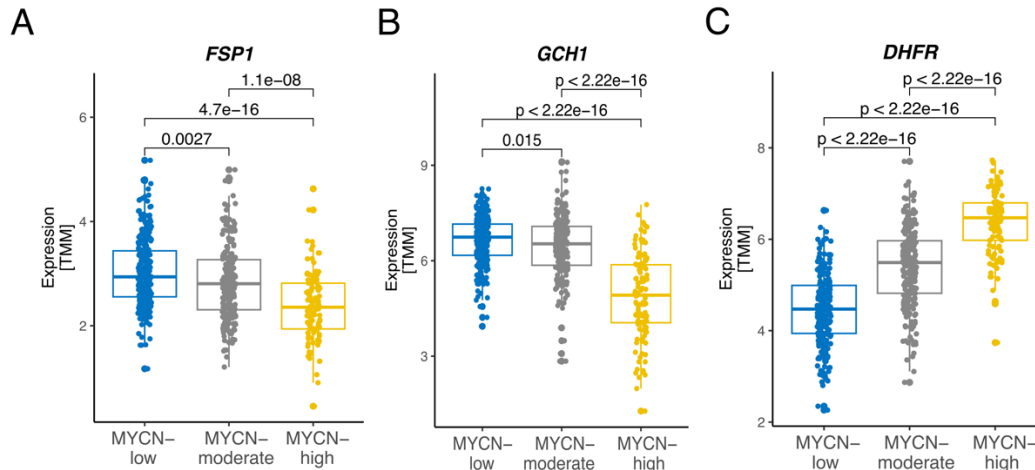 A
FSP1
1.1e−08
4.7e−16
0.0027
6
4
2
Expression
[TMM]
MYCN−
low
MYCN−
moderate
MYCN−
high
B
GCH1
p < 2.22e−16
p < 2.22e−16
0.015
9
6
3
Expression
[TMM]
MYCN−
low
MYCN−
moderate
MYCN−
high
C
DHFR
p < 2.22e−16
p < 2.22e−16
p < 2.22e−16
8
6
4
2
Expression
[TMM]
MYCN−
low
MYCN−
moderate
MYCN−
high